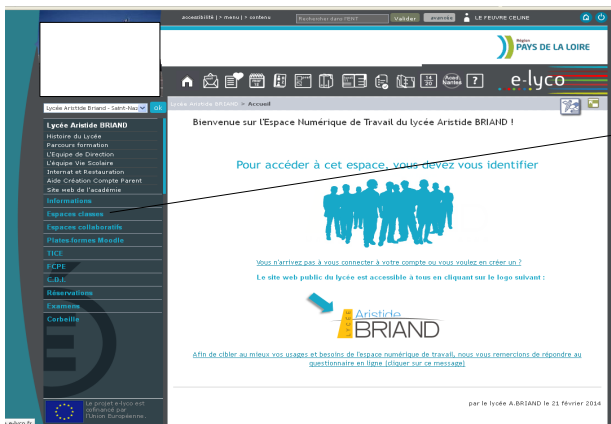 accessibilité | > menu | > contenu
Rechercher dans l'ENT
Valider
avancée
LE FEUVRE CELINE
Région
PAYS DE LA LOIRE
e-lyco
Lycée Aristide Briand - Saint-Naz
ok
Lycée Aristide BRIAND > Accueil
Lycée Aristide BRIAND
Histoire du Lycée
Parcours formation
L'Equipe de Direction
L'équipe Vie Scolaire
Internat et Restauration
Aide Création Compte Parent
Site web de l'académie
Informations
Espaces classes
Espaces collaboratifs
Plates-formes Moodle
TICE
FCPE
C.D.I.
Réservations
Examens
Corbeille
Le projet e-lyco est
cofinancé par
l'Union Européenne.
Bienvenue sur l'Espace Numérique de Travail du lycée Aristide BRIAND !
Pour accéder à cet espace, vous devez vous identifier
Vous n'arrivez pas à vous connecter à votre compte ou vous voulez en créer un ?
Le site web public du lycée est accessible à tous en cliquant sur le logo suivant :
LYCÉE
Aristide
BRIAND
Afin de cibler au mieux vos usages et besoins de l'espace numérique de travail, nous vous remercions de répondre au
questionnaire en ligne (cliquer sur ce message)
par le lycée A.BRIAND le 21 février 2014